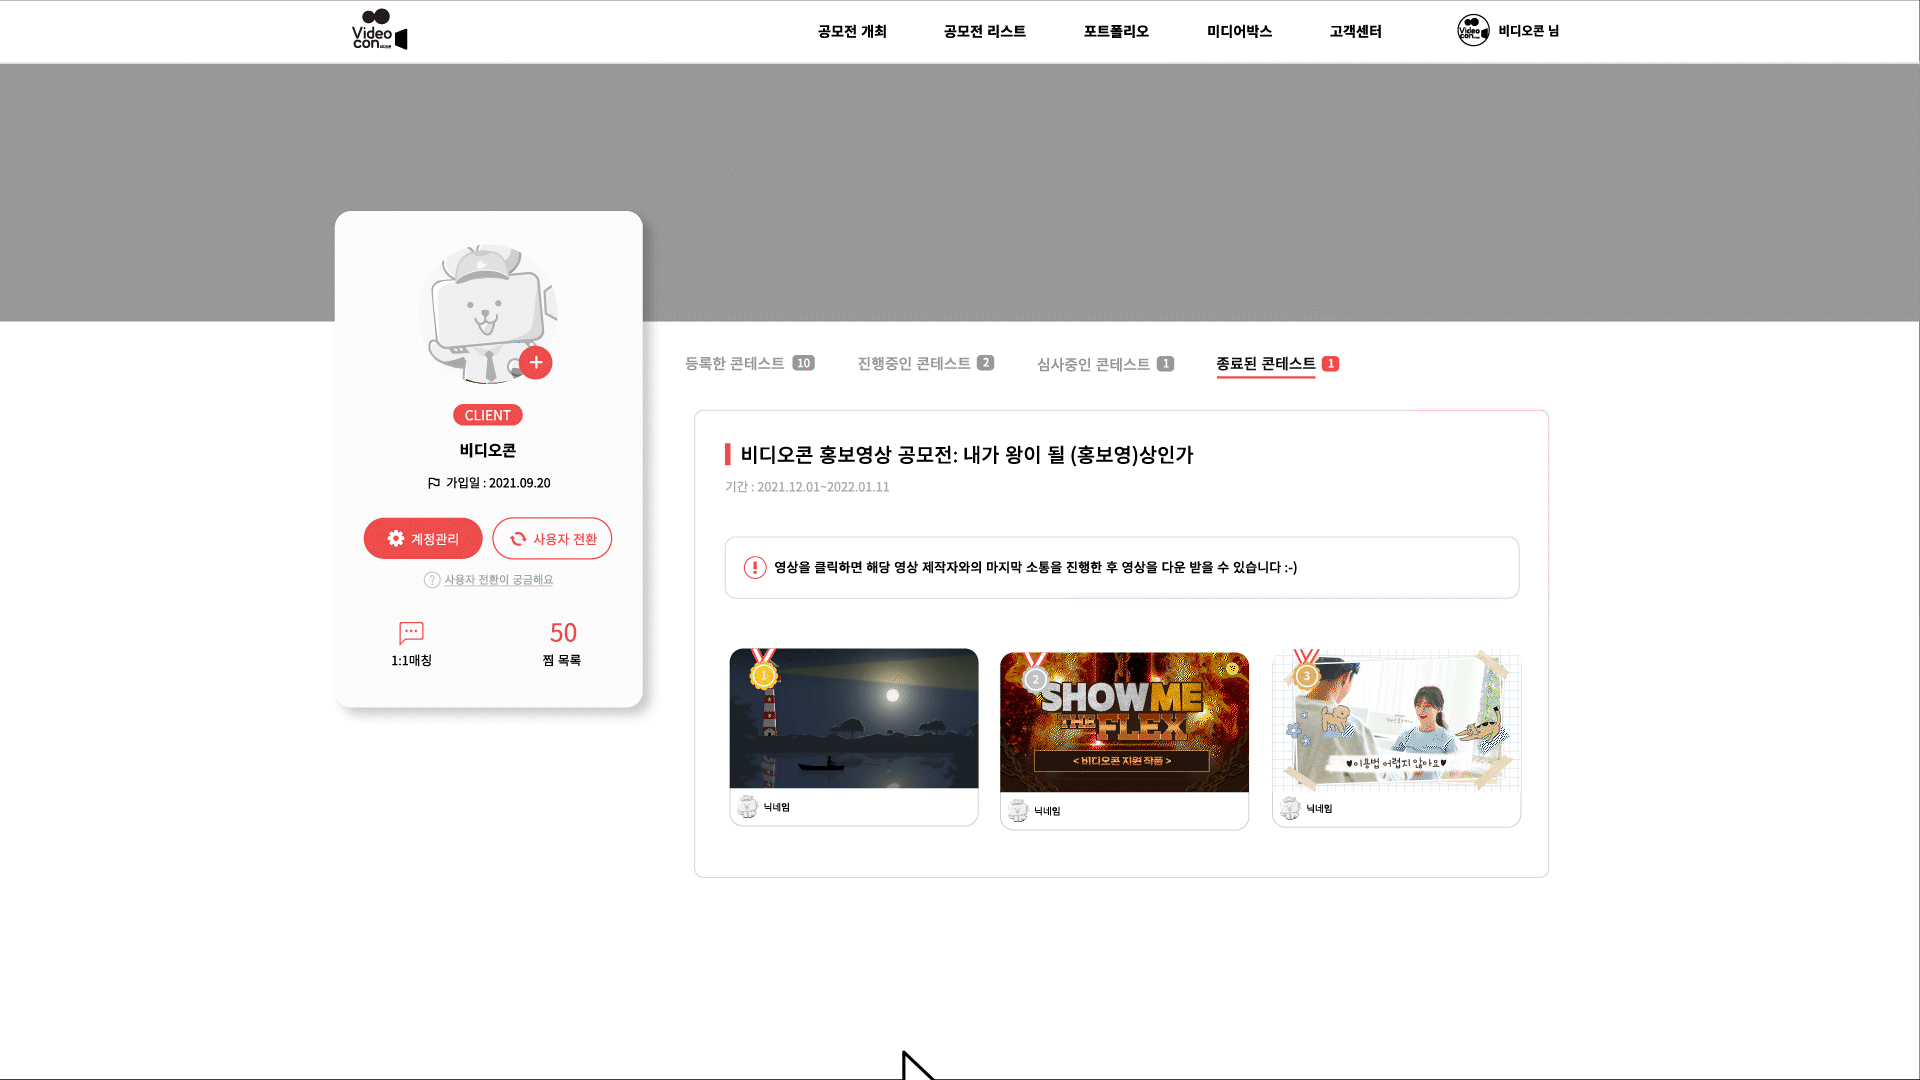 Video
con
공모전 개최
공모전 리스트
포트폴리오
미디어박스
고객센터
Video
con
비디오콘 님
CLIENT
비디오콘
가입일 : 2021.09.20
계정관리
사용자 전환
? 사용자 전환이 궁금해요
1:1매칭
50
찜 목록
등록한 콘테스트 10
진행중인 콘테스트 2
심사중인 콘테스트 1
종료된 콘테스트 1
비디오콘 홍보영상 공모전: 내가 왕이 될 (홍보영)상인가
기간 : 2021.12.01~2022.01.11
! 영상을 클릭하면 해당 영상 제작자와의 마지막 소통을 진행한 후 영상을 다운 받을 수 있습니다 :-)
1
닉네임
2
SHOW ME
THE FLEX
< 비디오콘 지원 작품 >
닉네임
3
♥이용법 어렵지 않아요♥
닉네임